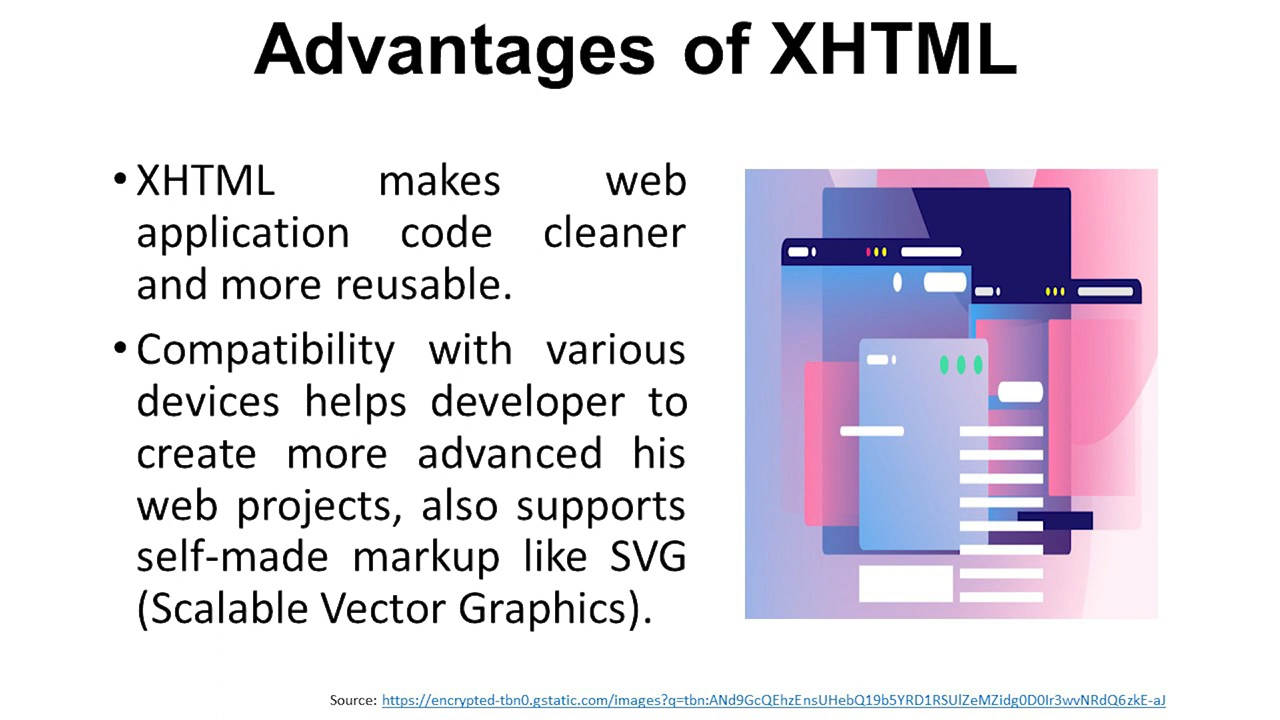 Advantages of XHTML
• XHTML makes web
application code cleaner
and more reusable.
• Compatibility with various
devices helps developer to
create more advanced his
web projects, also supports
self-made markup like SVG
(Scalable Vector Graphics).
Source: https://encrypted-tbn0.gstatic.com/images?q=tbn:ANd9GcQEhzEnsUHebQ19b5YRD1RSUlZeMZidg0D0Ir3wvNRdQ6zkE-aJ